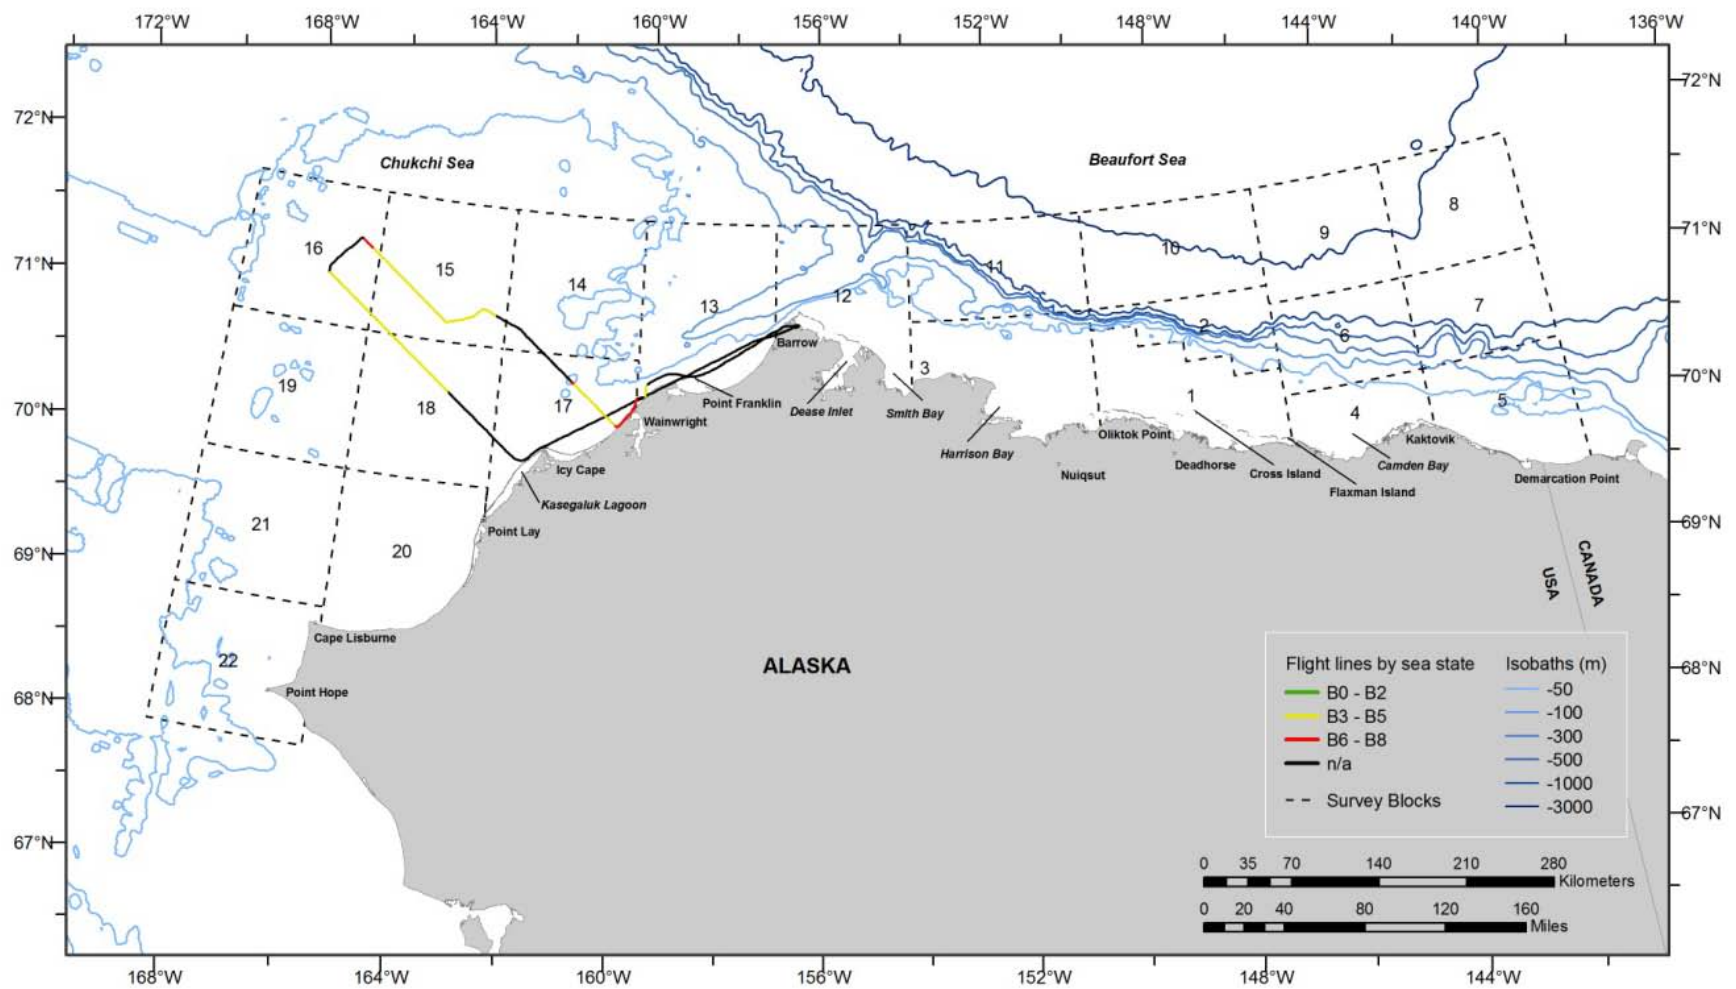 172°W 168°W 164°W 160°W 156°W 152°W 148°W 144°W 140°W 136°W
72°N
72°N
71°N
71°N
70°N
70°N
69°N
69°N
68°N
68°N
67°N
67°N
Chukchi Sea
Beaufort Sea
16
15
14
13
12
11
10
9
8
7
6
5
4
3
2
1
17
18
19
20
21
22
Barrow
Point Franklin
Wainwright
Dease Inlet
Smith Bay
Harrison Bay
Oliktok Point
Nuiqsut
Deadhorse
Cross Island
Flaxman Island
Camden Bay
Kaktovik
Demarcation Point
Icy Cape
Kasegaluk Lagoon
Point Lay
Cape Lisburne
Point Hope
ALASKA
USA
CANADA
Flight lines by sea state
B0 - B2
B3 - B5
B6 - B8
n/a
Survey Blocks
Isobaths (m)
-50
-100
-300
-500
-1000
-3000
0 35 70 140 210 280
Kilometers
0 20 40 80 120 160
Miles
168°W 164°W 160°W 156°W 152°W 148°W 144°W